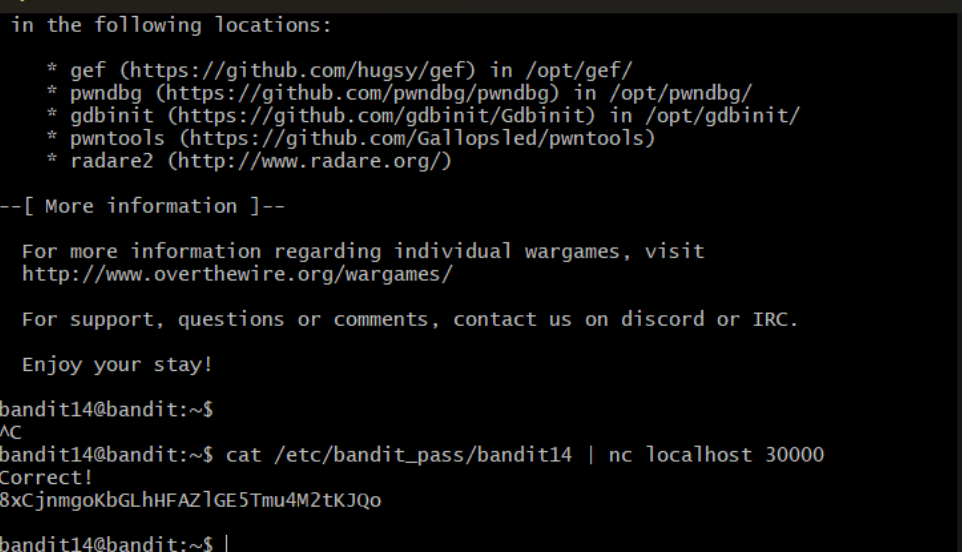 in the following locations:
* gef (https://github.com/hugsy/gef) in /opt/gef/
* pwndbg (https://github.com/pwndbg/pwndbg) in /opt/pwndbg/
* gdbinit (https://github.com/gdbinit/Gdbinit) in /opt/gdbinit/
* pwntools (https://github.com/Gallopsled/pwntools)
* radare2 (http://www.radare.org/)
--[ More information ]--
For more information regarding individual wargames, visit
http://www.overthewire.org/wargames/
For support, questions or comments, contact us on discord or IRC.
Enjoy your stay!
bandit14@bandit:~$
^C
bandit14@bandit:~$ cat /etc/bandit_pass/bandit14 | nc localhost 30000
Correct!
8xCjnmgoKbGLhHFAZlGE5Tmu4M2tKJQo
bandit14@bandit:~$